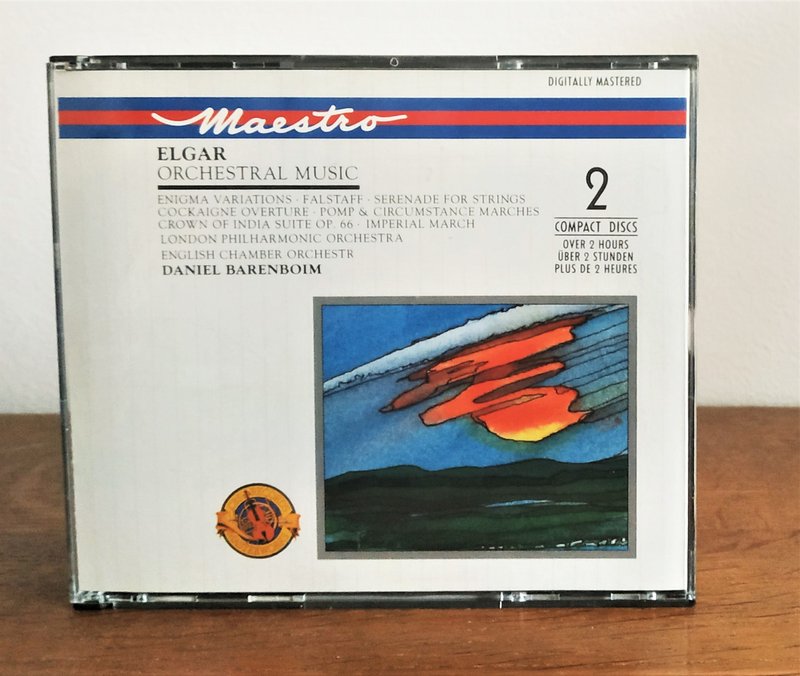 DIGITALLY MASTERED
Maestro
ELGAR
ORCHESTRAL MUSIC
ENIGMA VARIATIONS · FALSTAFF · SERENADE FOR STRINGS
COCKAIGNE OVERTURE · POMP & CIRCUMSTANCE MARCHES
CROWN OF INDIA SUITE OP. 66 · IMPERIAL MARCH
LONDON PHILHARMONIC ORCHESTRA
ENGLISH CHAMBER ORCHESTR
DANIEL BARENBOIM
2
COMPACT DISCS
OVER 2 HOURS
ÜBER 2 STUNDEN
PLUS DE 2 HEURES